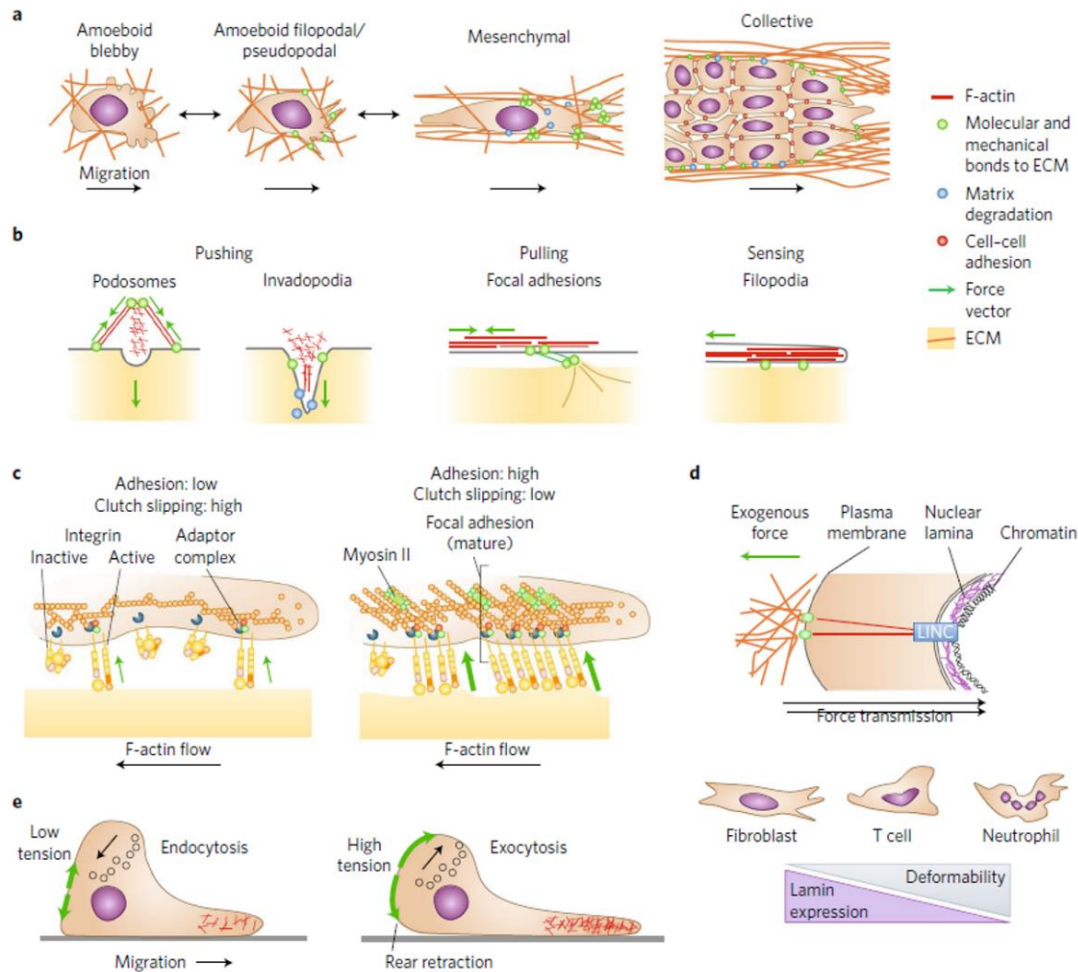 a
Amoeboid
blebby
Amoeboid filopodal/
pseudopodal
Mesenchymal
Collective
Migration
F-actin
Molecular and
mechanical
bonds to ECM
Matrix
degradation
Cell–cell
adhesion
Force
vector
ECM
b
Pushing
Podosomes
Invadopodia
Pulling
Focal adhesions
Sensing
Filopodia
c
Adhesion: low
Clutch slipping: high
Integrin
Inactive
Active
Adaptor
complex
F-actin flow
Adhesion: high
Clutch slipping: low
Focal adhesion
(mature)
Myosin II
F-actin flow
d
Exogenous
force
Plasma
membrane
Nuclear
lamina
Chromatin
LINC
Force transmission
Fibroblast
T cell
Neutrophil
Deformability
Lamin
expression
e
Low
tension
Endocytosis
Migration
High
tension
Exocytosis
Rear retraction